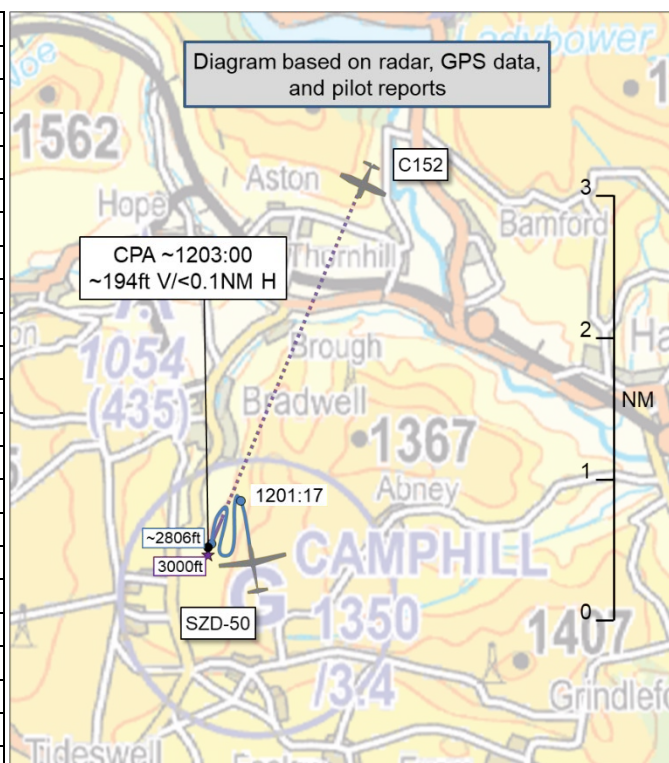 Diagram based on radar, GPS data,
and pilot reports
Ladybower
1562
C152
Aston
Hope
3
Bamford
CPA ~1203:00
~194ft V/<0.1NM H
Thornhill
2
Brough
1054
(435)
NM
Bradwell
1367
1
Abney
1201:17
~2806ft
3000ft
CAMPHILL
G
1350
/3.4
0
SZD-50
1407
Tideswell